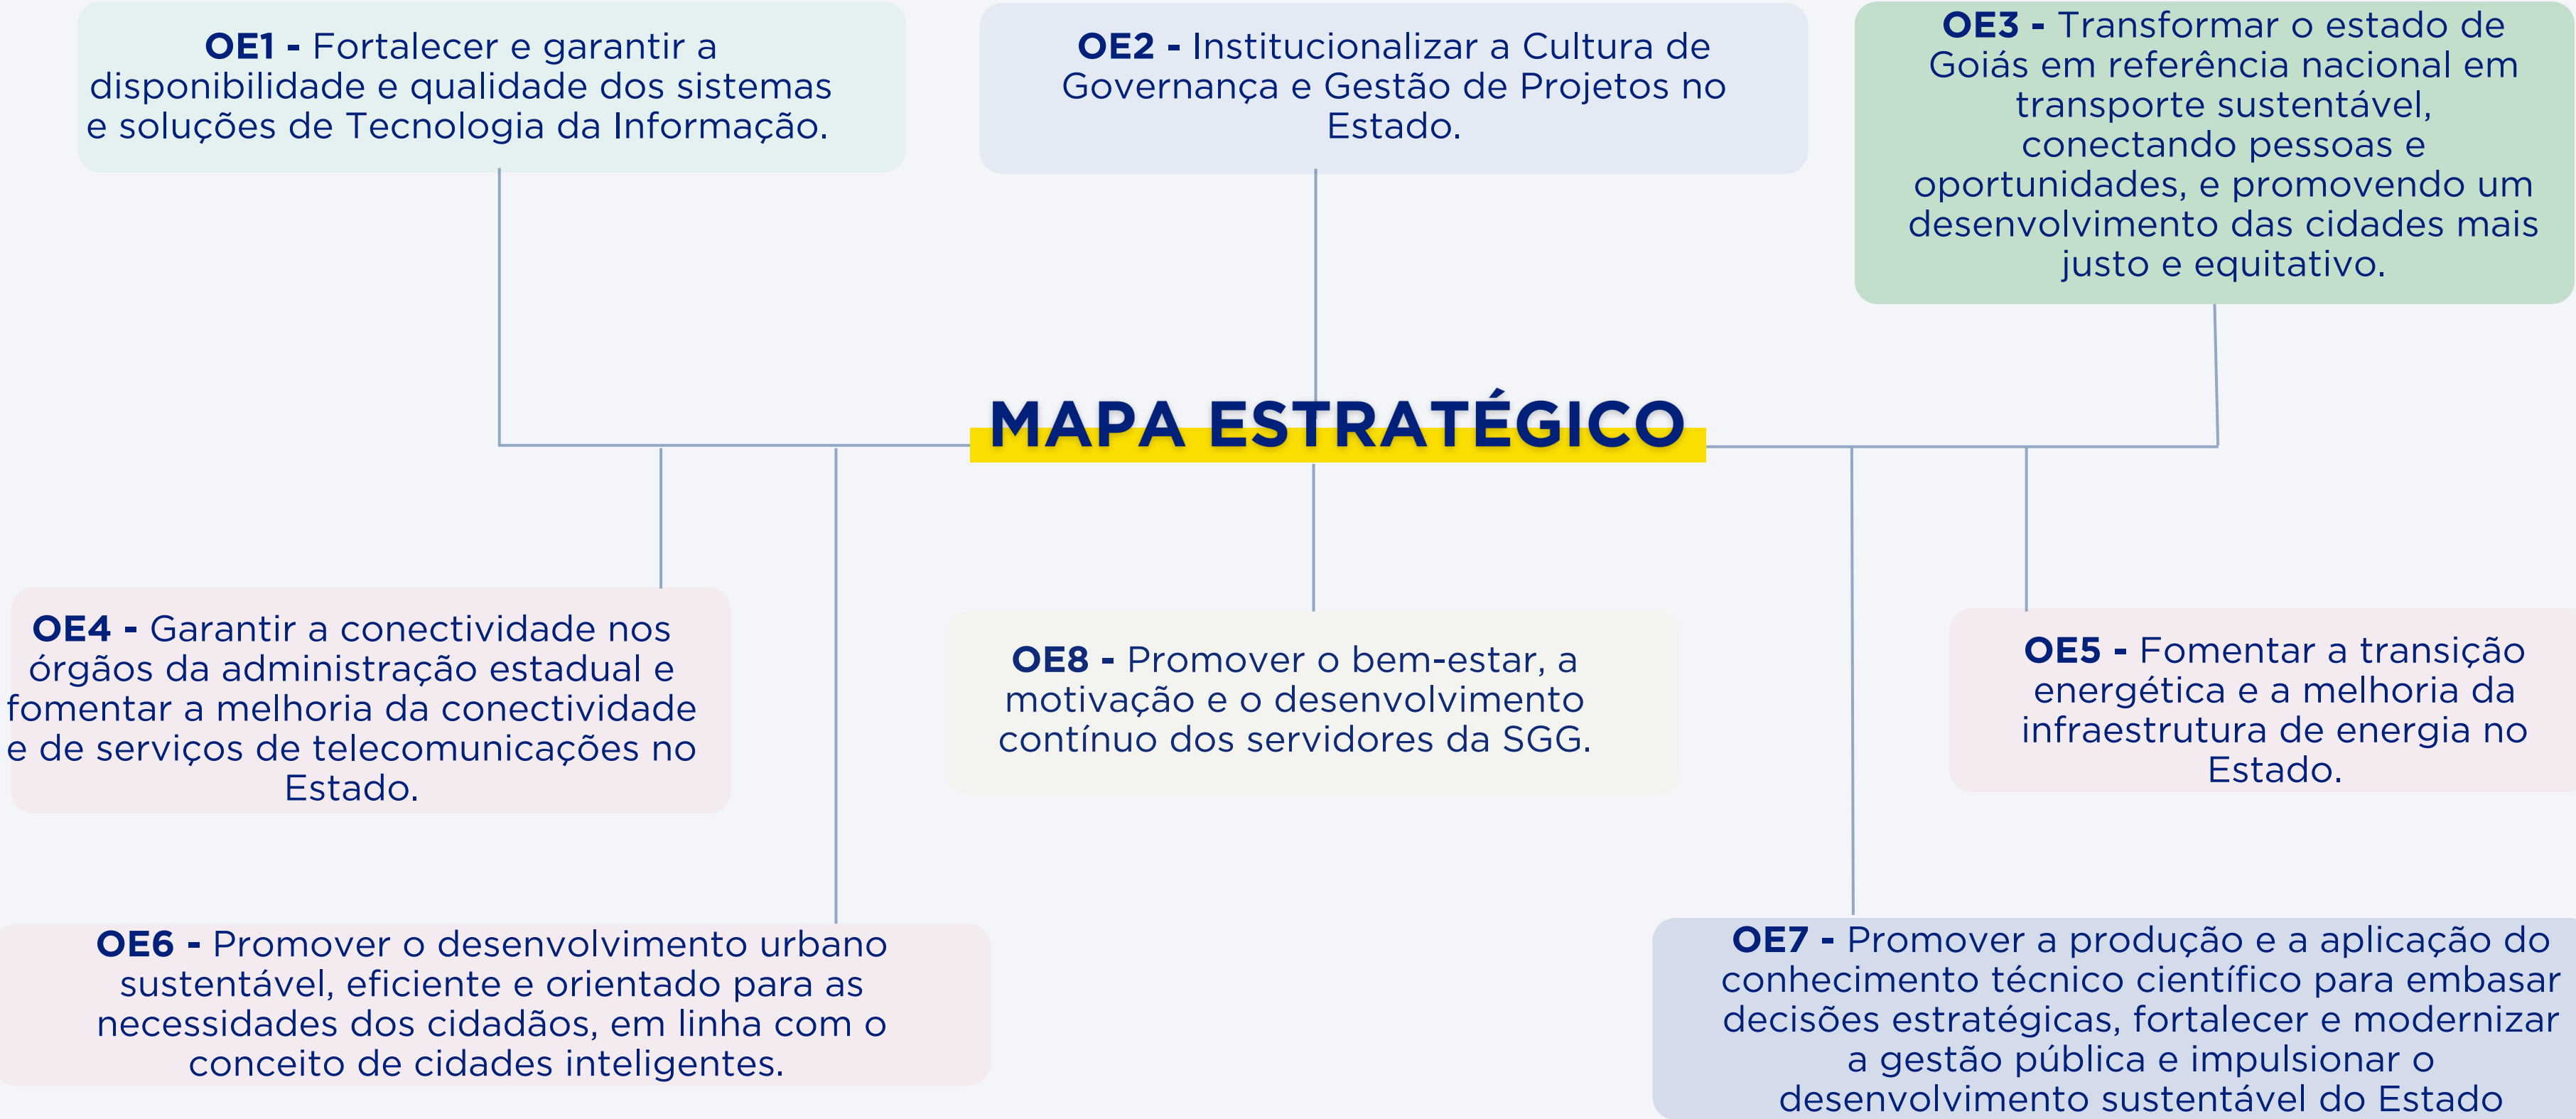 OE1 - Fortalecer e garantir a
disponibilidade e qualidade dos sistemas
e soluções de Tecnologia da Informação.
OE2 - Institucionalizar a Cultura de
Governança e Gestão de Projetos no
Estado.
OE3 - Transformar o estado de
Goiás em referência nacional em
transporte sustentável,
conectando pessoas e
oportunidades, e promovendo um
desenvolvimento das cidades mais
justo e equitativo.
MAPA ESTRATÉGICO
OE4 - Garantir a conectividade nos
órgãos da administração estadual e
fomentar a melhoria da conectividade
e de serviços de telecomunicações no
Estado.
OE8 - Promover o bem-estar, a
motivação e o desenvolvimento
contínuo dos servidores da SGG.
OE5 - Fomentar a transição
energética e a melhoria da
infraestrutura de energia no
Estado.
OE6 - Promover o desenvolvimento urbano
sustentável, eficiente e orientado para as
necessidades dos cidadãos, em linha com o
conceito de cidades inteligentes.
OE7 - Promover a produção e a aplicação do
conhecimento técnico científico para embasar
decisões estratégicas, fortalecer e modernizar
a gestão pública e impulsionar o
desenvolvimento sustentável do Estado